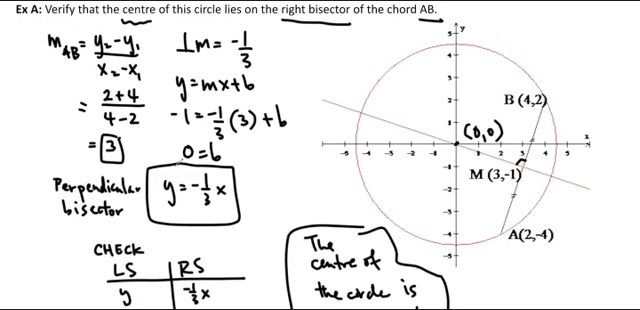 Ex A: Verify that the centre of this circle lies on the right bisector of the chord AB.
m_AB = y₂-y₁ / x₂-x₁
= 2+4 / 4-2
= 3
Perpendicular
bisector
⊥m = -1/3
y = mx+b
-1 = -1/3 (3) + b
0 = b
y = -1/3 x
CHECK
LS | RS
y | -1/3 x
The
centre of
the circle is
y
5
4
3
2
1
-5 -4 -3 -2 -1 1 2 3 4 5
x
-1
-2
-3
-4
-5
B (4,2)
(0,0)
M (3,-1)
A(2,-4)